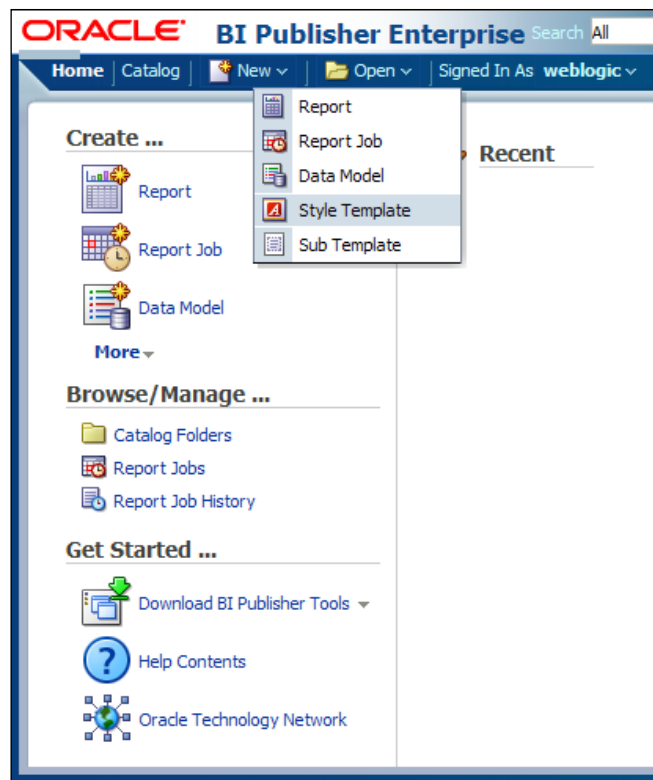 ORACLE BI Publisher Enterprise Search All
Home Catalog New Open Signed In As weblogic
Report
Report Job
Data Model
Style Template
Sub Template
Create ...
Report
Report Job
Data Model
More
Recent
Browse/Manage ...
Catalog Folders
Report Jobs
Report Job History
Get Started ...
Download BI Publisher Tools
Help Contents
Oracle Technology Network